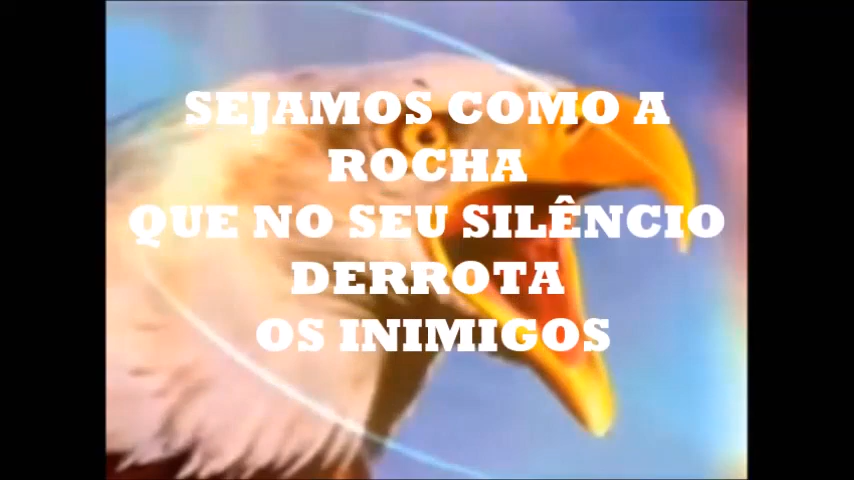 SEJAMOS COMO A
ROCHA
QUE NO SEU SILÊNCIO
DERROTA
OS INIMIGOS